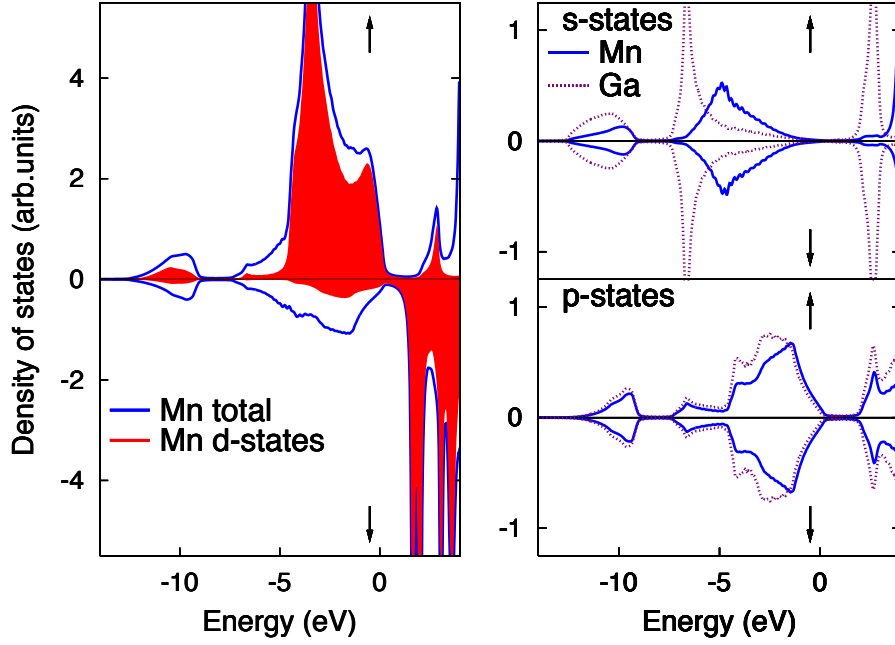 Density of states (arb.units)
4
2
0
-2
-4
Mn total
Mn d-states
-10
-5
0
Energy (eV)
s-states
Mn
Ga
1
0
-1
p-states
1
0
-1
-10
-5
0
Energy (eV)